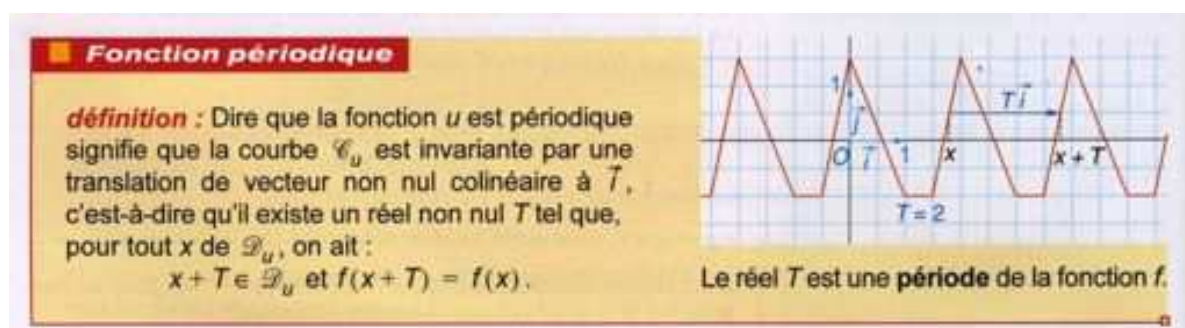 Fonction périodique
définition : Dire que la fonction u est périodique
signifie que la courbe 𝒞u est invariante par une
translation de vecteur non nul colinéaire à i⃗,
c'est-à-dire qu'il existe un réel non nul T tel que,
pour tout x de 𝒟u, on ait :
x + T ∈ 𝒟u et f(x + T) = f(x).
T i⃗
1
j⃗
O i⃗ 1 x x + T
T = 2
Le réel T est une période de la fonction f.